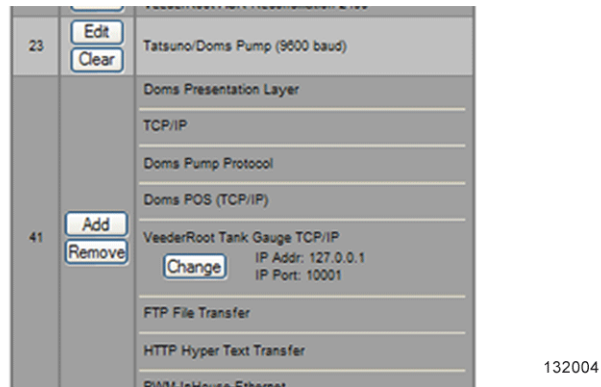 23
Edit
Clear
Tatsuno/Doms Pump (9600 baud)
41
Add
Remove
Doms Presentation Layer
TCP/IP
Doms Pump Protocol
Doms POS (TCP/IP)
VeederRoot Tank Gauge TCP/IP
Change
IP Addr: 127.0.0.1
IP Port: 10001
FTP File Transfer
HTTP Hyper Text Transfer
132004